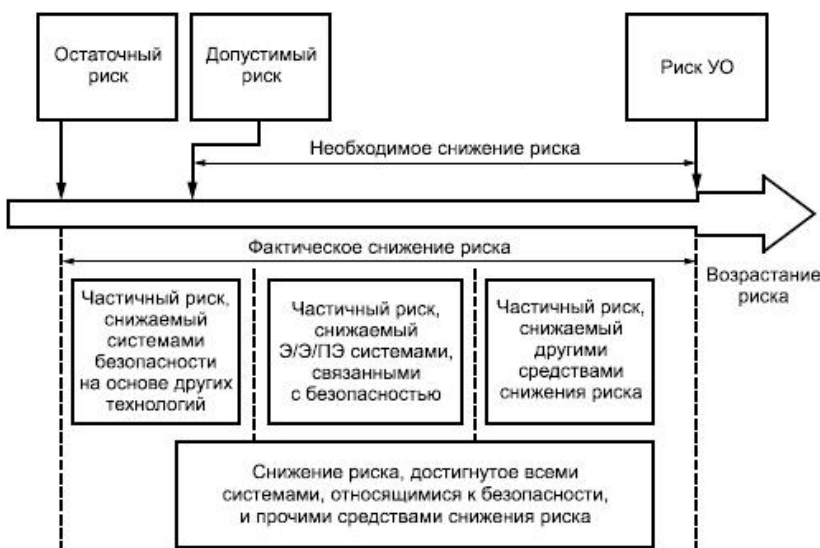 Остаточный
риск
Допустимый
риск
Риск УО
Необходимое снижение риска
Фактическое снижение риска
Возрастание
риска
Частичный риск,
снижаемый
системами
безопасности
на основе других
технологий
Частичный риск,
снижаемый
Э/Э/ПЭ системами,
связанными
с безопасностью
Частичный риск,
снижаемый
другими
средствами
снижения риска
Снижение риска, достигнутое всеми
системами, относящимися к безопасности,
и прочими средствами снижения риска